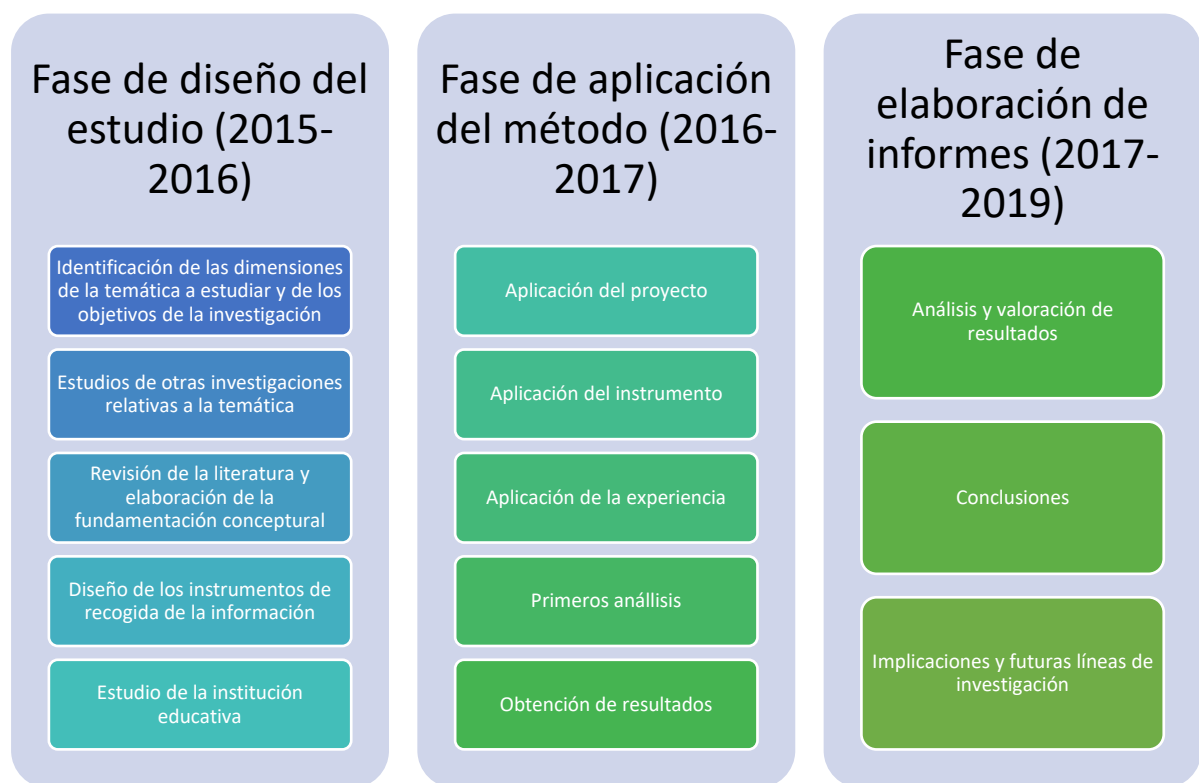 Fase de diseño del
estudio (2015-
2016)
Identificación de las dimensiones
de la temática a estudiar y de los
objetivos de la investigación
Estudios de otras investigaciones
relativas a la temática
Revisión de la literatura y
elaboración de la
fundamentación conceptural
Diseño de los instrumentos de
recogida de la información
Estudio de la institución
educativa
Fase de aplicación
del método (2016-
2017)
Aplicación del proyecto
Aplicación del instrumento
Aplicación de la experiencia
Primeros anállisis
Obtención de resultados
Fase de
elaboración de
informes (2017-
2019)
Análisis y valoración de
resultados
Conclusiones
Implicaciones y futuras líneas de
investigación